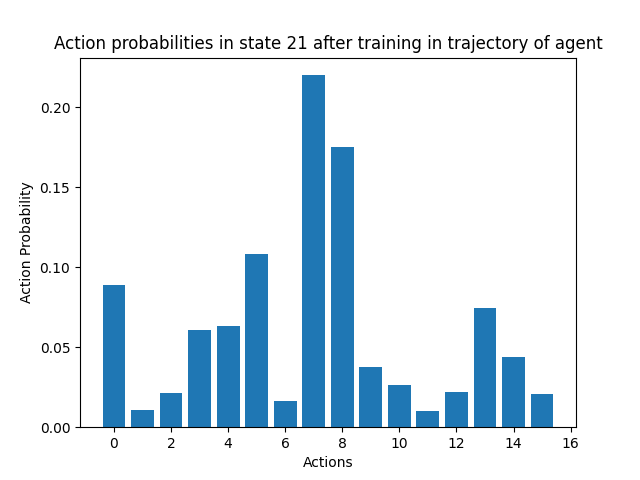 Action probabilities in state 21 after training in trajectory of agent
0.20
0.15
0.10
0.05
0.00
Action Probability
0 2 4 6 8 10 12 14 16
Actions